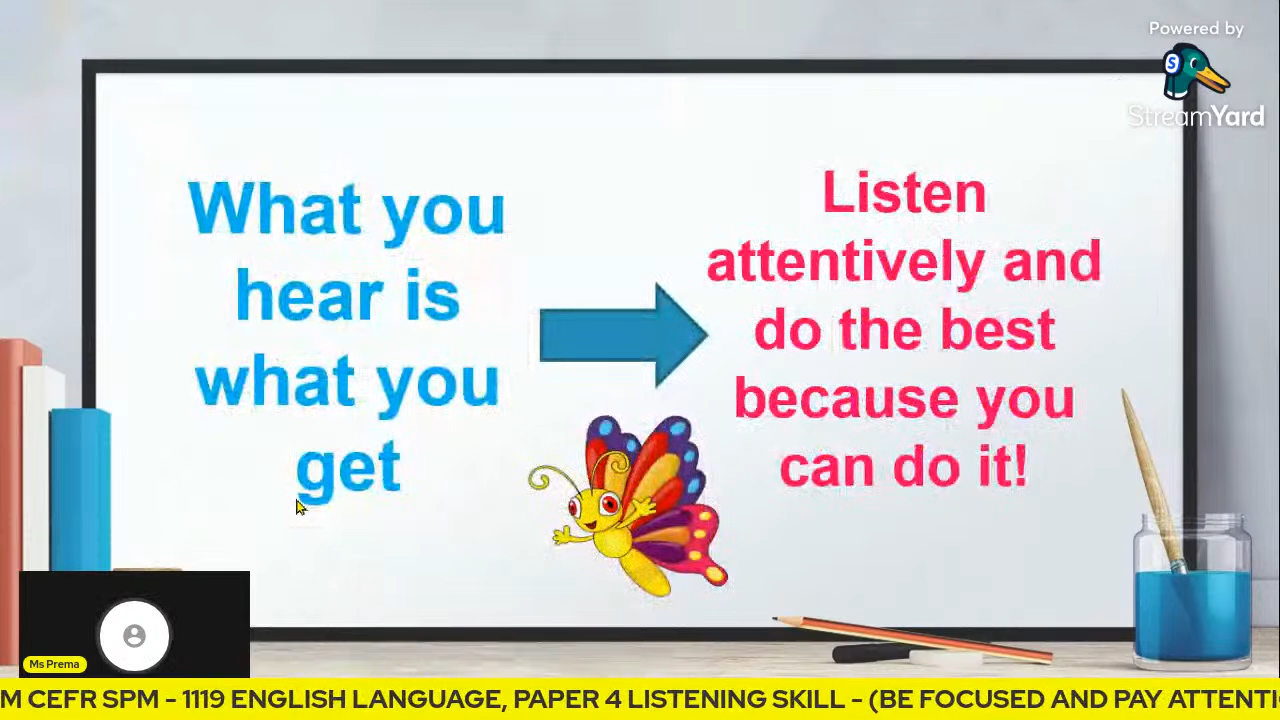 Powered by
StreamYard
What you
hear is
what you
get
Listen
attentively and
do the best
because you
can do it!
Ms Prema
M CEFR SPM - 1119 ENGLISH LANGUAGE, PAPER 4 LISTENING SKILL - (BE FOCUSED AND PAY ATTENTI